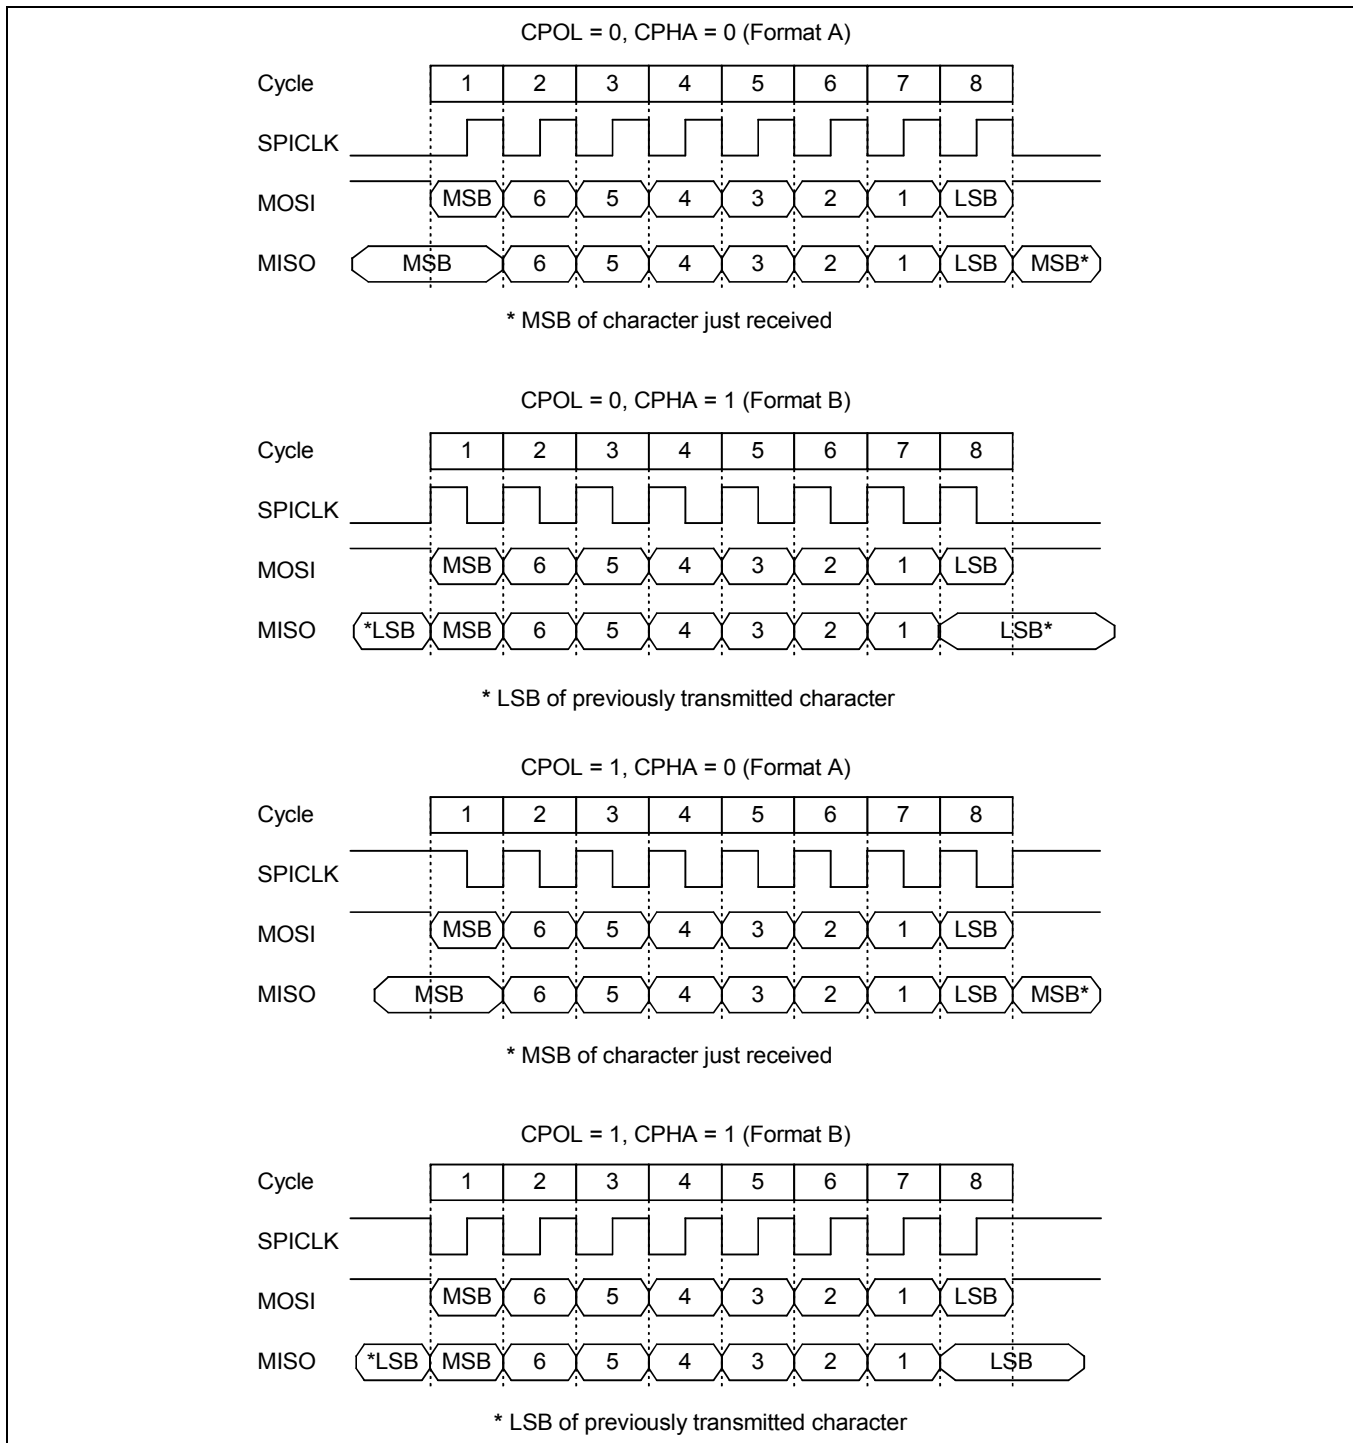 CPOL = 0, CPHA = 0 (Format A)
Cycle 1 2 3 4 5 6 7 8
SPICLK
MOSI MSB 6 5 4 3 2 1 LSB
MISO MSB 6 5 4 3 2 1 LSB MSB*
* MSB of character just received
CPOL = 0, CPHA = 1 (Format B)
Cycle 1 2 3 4 5 6 7 8
SPICLK
MOSI MSB 6 5 4 3 2 1 LSB
MISO *LSB MSB 6 5 4 3 2 1 LSB*
* LSB of previously transmitted character
CPOL = 1, CPHA = 0 (Format A)
Cycle 1 2 3 4 5 6 7 8
SPICLK
MOSI MSB 6 5 4 3 2 1 LSB
MISO MSB 6 5 4 3 2 1 LSB MSB*
* MSB of character just received
CPOL = 1, CPHA = 1 (Format B)
Cycle 1 2 3 4 5 6 7 8
SPICLK
MOSI MSB 6 5 4 3 2 1 LSB
MISO *LSB MSB 6 5 4 3 2 1 LSB
* LSB of previously transmitted character